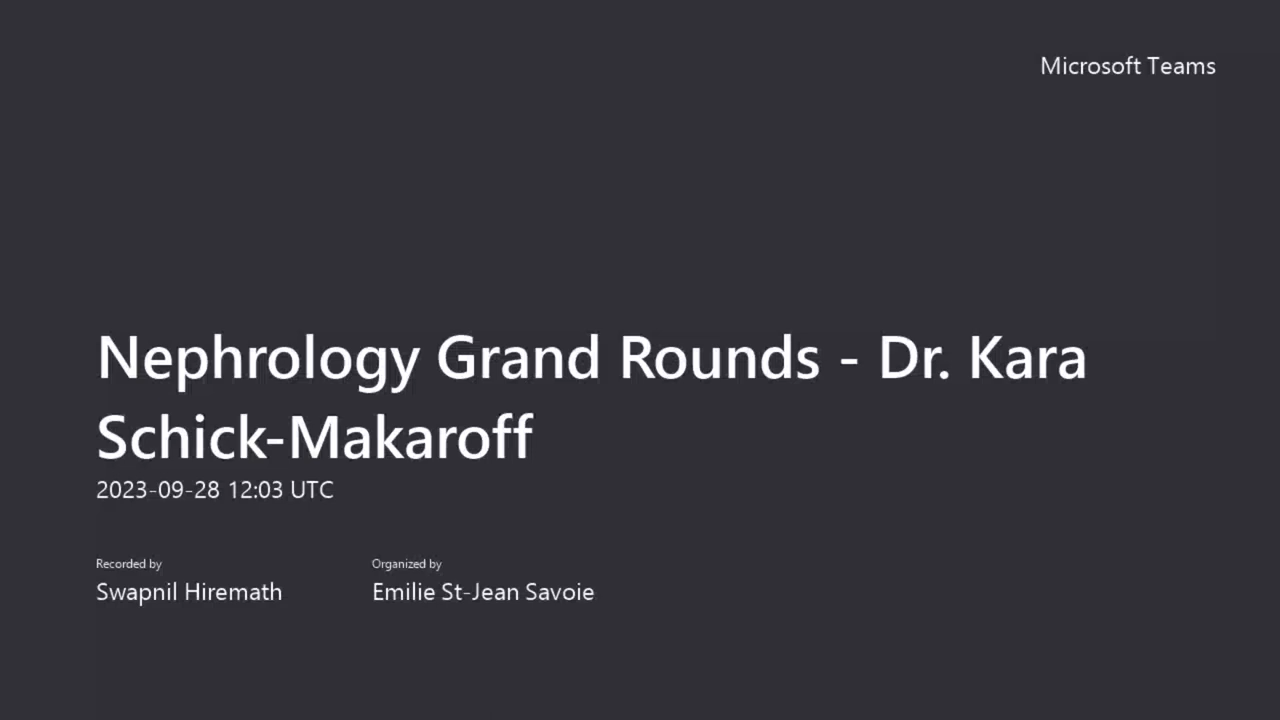 Microsoft Teams
Nephrology Grand Rounds - Dr. Kara
Schick-Makaroff
2023-09-28 12:03 UTC
Recorded by
Swapnil Hiremath
Organized by
Emilie St-Jean Savoie